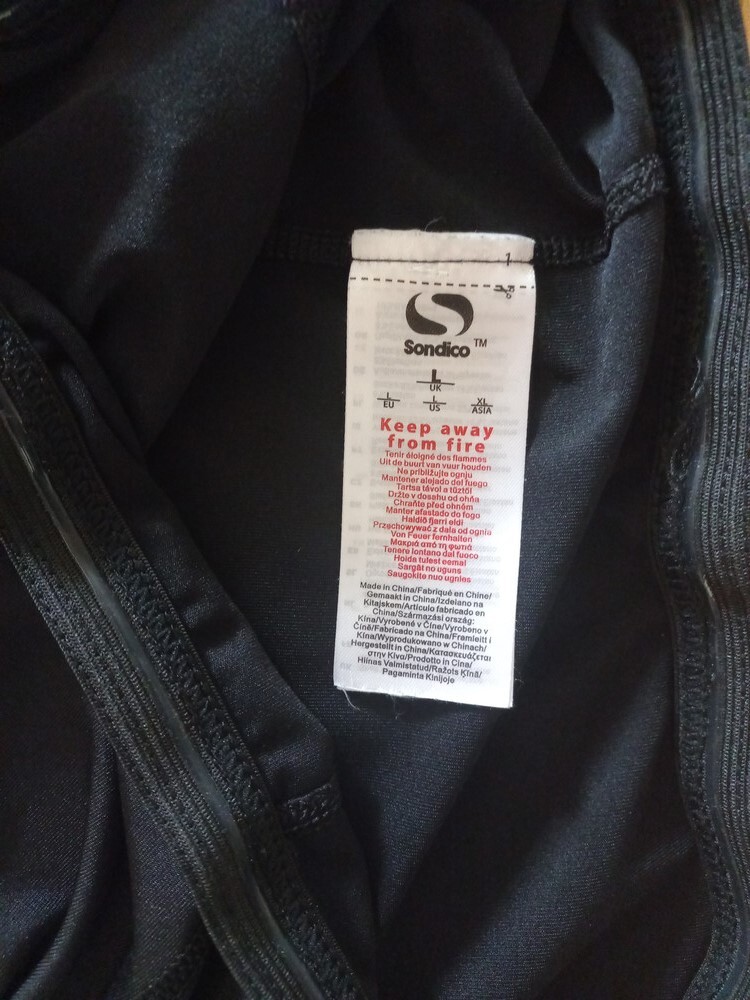 1
Sondico TM
L
UK
L L XL
EU US ASIA
Keep away
from fire
Tenir éloigné des flammes
Uit de buurt van vuur houden
Ne približujte ognju
Mantener alejado del fuego
Tartsa távol a tűztől
Držte v dosahu od ohňa
Chraňte před ohněm
Manter afastado do fogo
Haldið fjarri eldi
Przechowywać z dala od ognia
Von Feuer fernhalten
Μακριά από τη φωτιά
Tenere lontano dal fuoco
Hoida tulest eemal
Sargāt no uguns
Saugokite nuo ugnies
Made in China/Fabriqué en Chine/
Gemaakt in China/Izdelano na
Kitajskem/Artículo fabricado en
China/Származási ország:
Kína/Vyrobené v Číne/Vyrobeno v
Číně/Fabricado na China/Framleitt í
Kína/Wyprodukowano w Chinach/
Hergestellt in China/Κατασκευάζεται
στην Κίνα/Prodotto in Cina/
Hiinas Valmistatud/Ražots Ķīnā/
Pagaminta Kinijoje